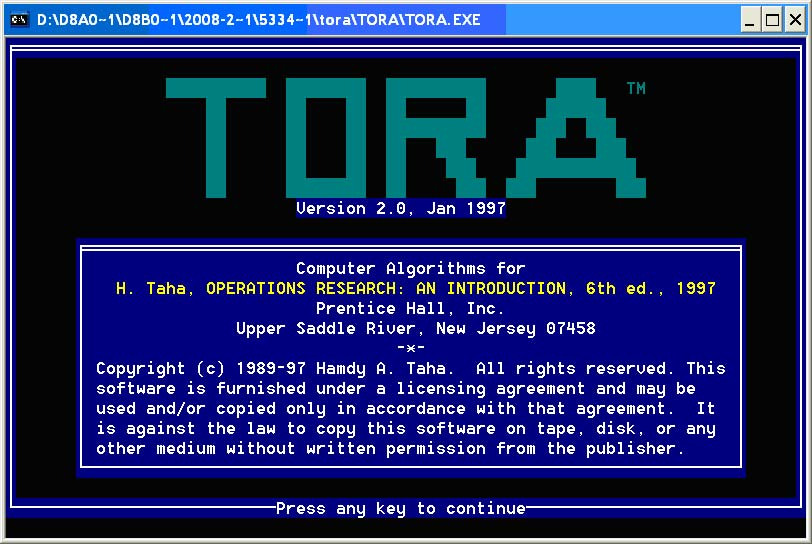 D:\D8A0~1\D8B0~1\2008-2~1\5334~1\tora\TORA\TORA.EXE
TORA ™
Version 2.0, Jan 1997
Computer Algorithms for
H. Taha, OPERATIONS RESEARCH: AN INTRODUCTION, 6th ed., 1997
Prentice Hall, Inc.
Upper Saddle River, New Jersey 07458
-*-
Copyright (c) 1989-97 Hamdy A. Taha.  All rights reserved. This
software is furnished under a licensing agreement and may be
used and/or copied only in accordance with that agreement.  It
is against the law to copy this software on tape, disk, or any
other medium without written permission from the publisher.
Press any key to continue